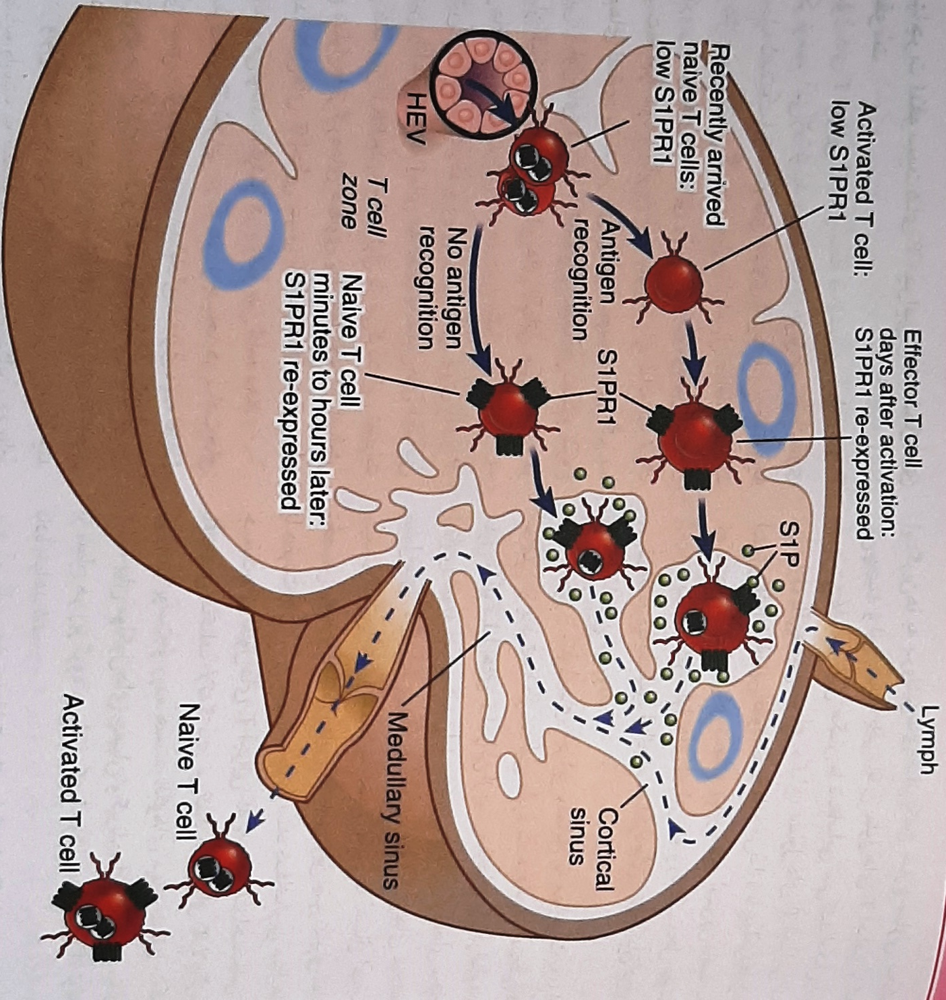 Lymph
Effector T cell
days after activation:
S1PR1 re-expressed
Activated T cell:
low S1PR1
Recently arrived
naive T cells:
low S1PR1
S1P
Antigen
recognition
S1PR1
HEV
No antigen
recognition
T cell
zone
Naive T cell
minutes to hours later:
S1PR1 re-expressed
Cortical
sinus
Medullary sinus
Naive T cell
Activated T cell